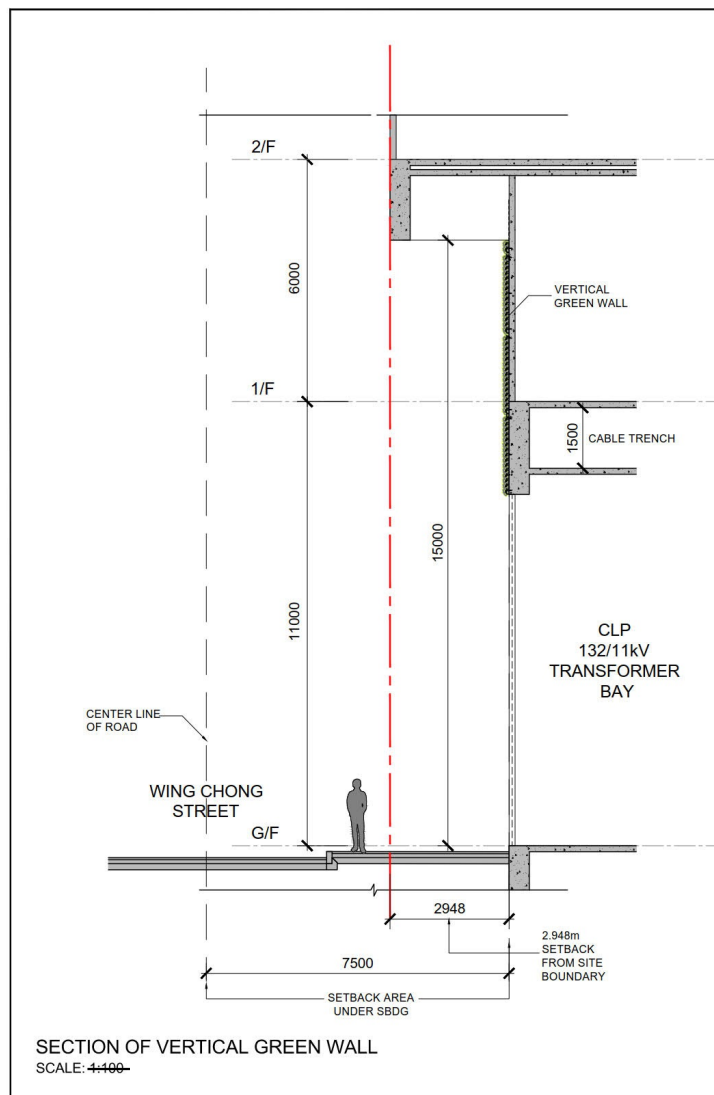 2/F
6000
VERTICAL
GREEN WALL
1/F
1500
CABLE TRENCH
15000
11000
CLP
132/11kV
TRANSFORMER
BAY
CENTER LINE
OF ROAD
WING CHONG
STREET
G/F
2948
2.948m
SETBACK
FROM SITE
BOUNDARY
7500
SETBACK AREA
UNDER SBDG
SECTION OF VERTICAL GREEN WALL
SCALE: 1:100